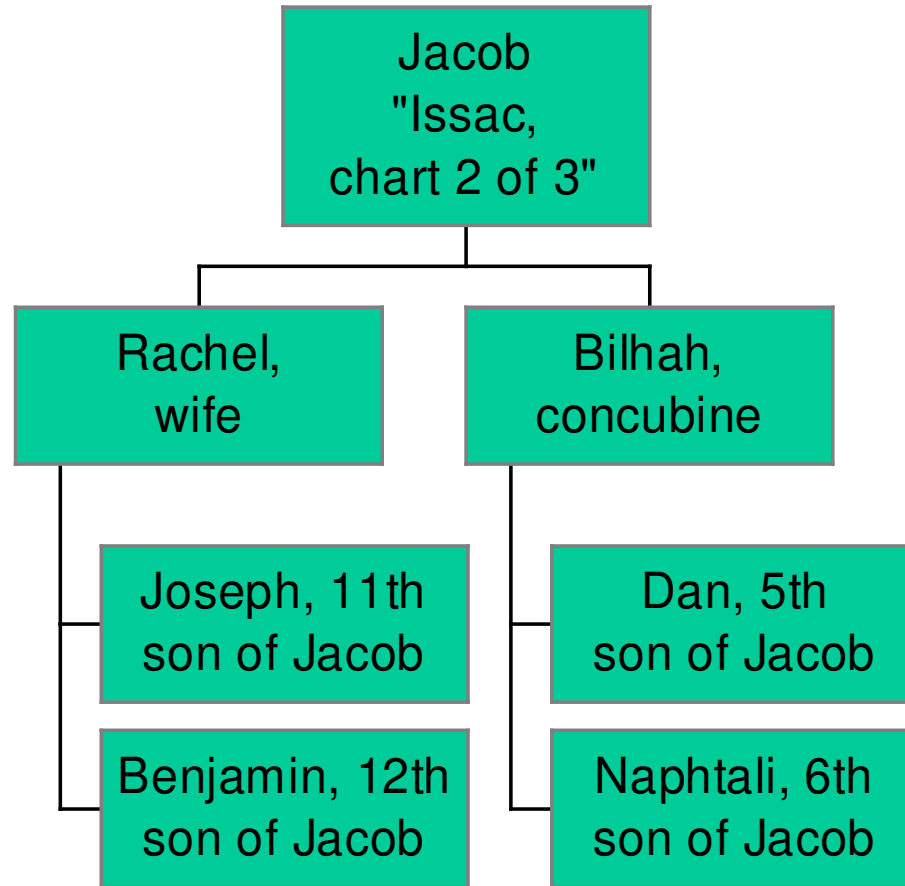 Jacob
"Issac,
chart 2 of 3"
Rachel,
wife
Bilhah,
concubine
Joseph, 11th
son of Jacob
Benjamin, 12th
son of Jacob
Dan, 5th
son of Jacob
Naphtali, 6th
son of Jacob